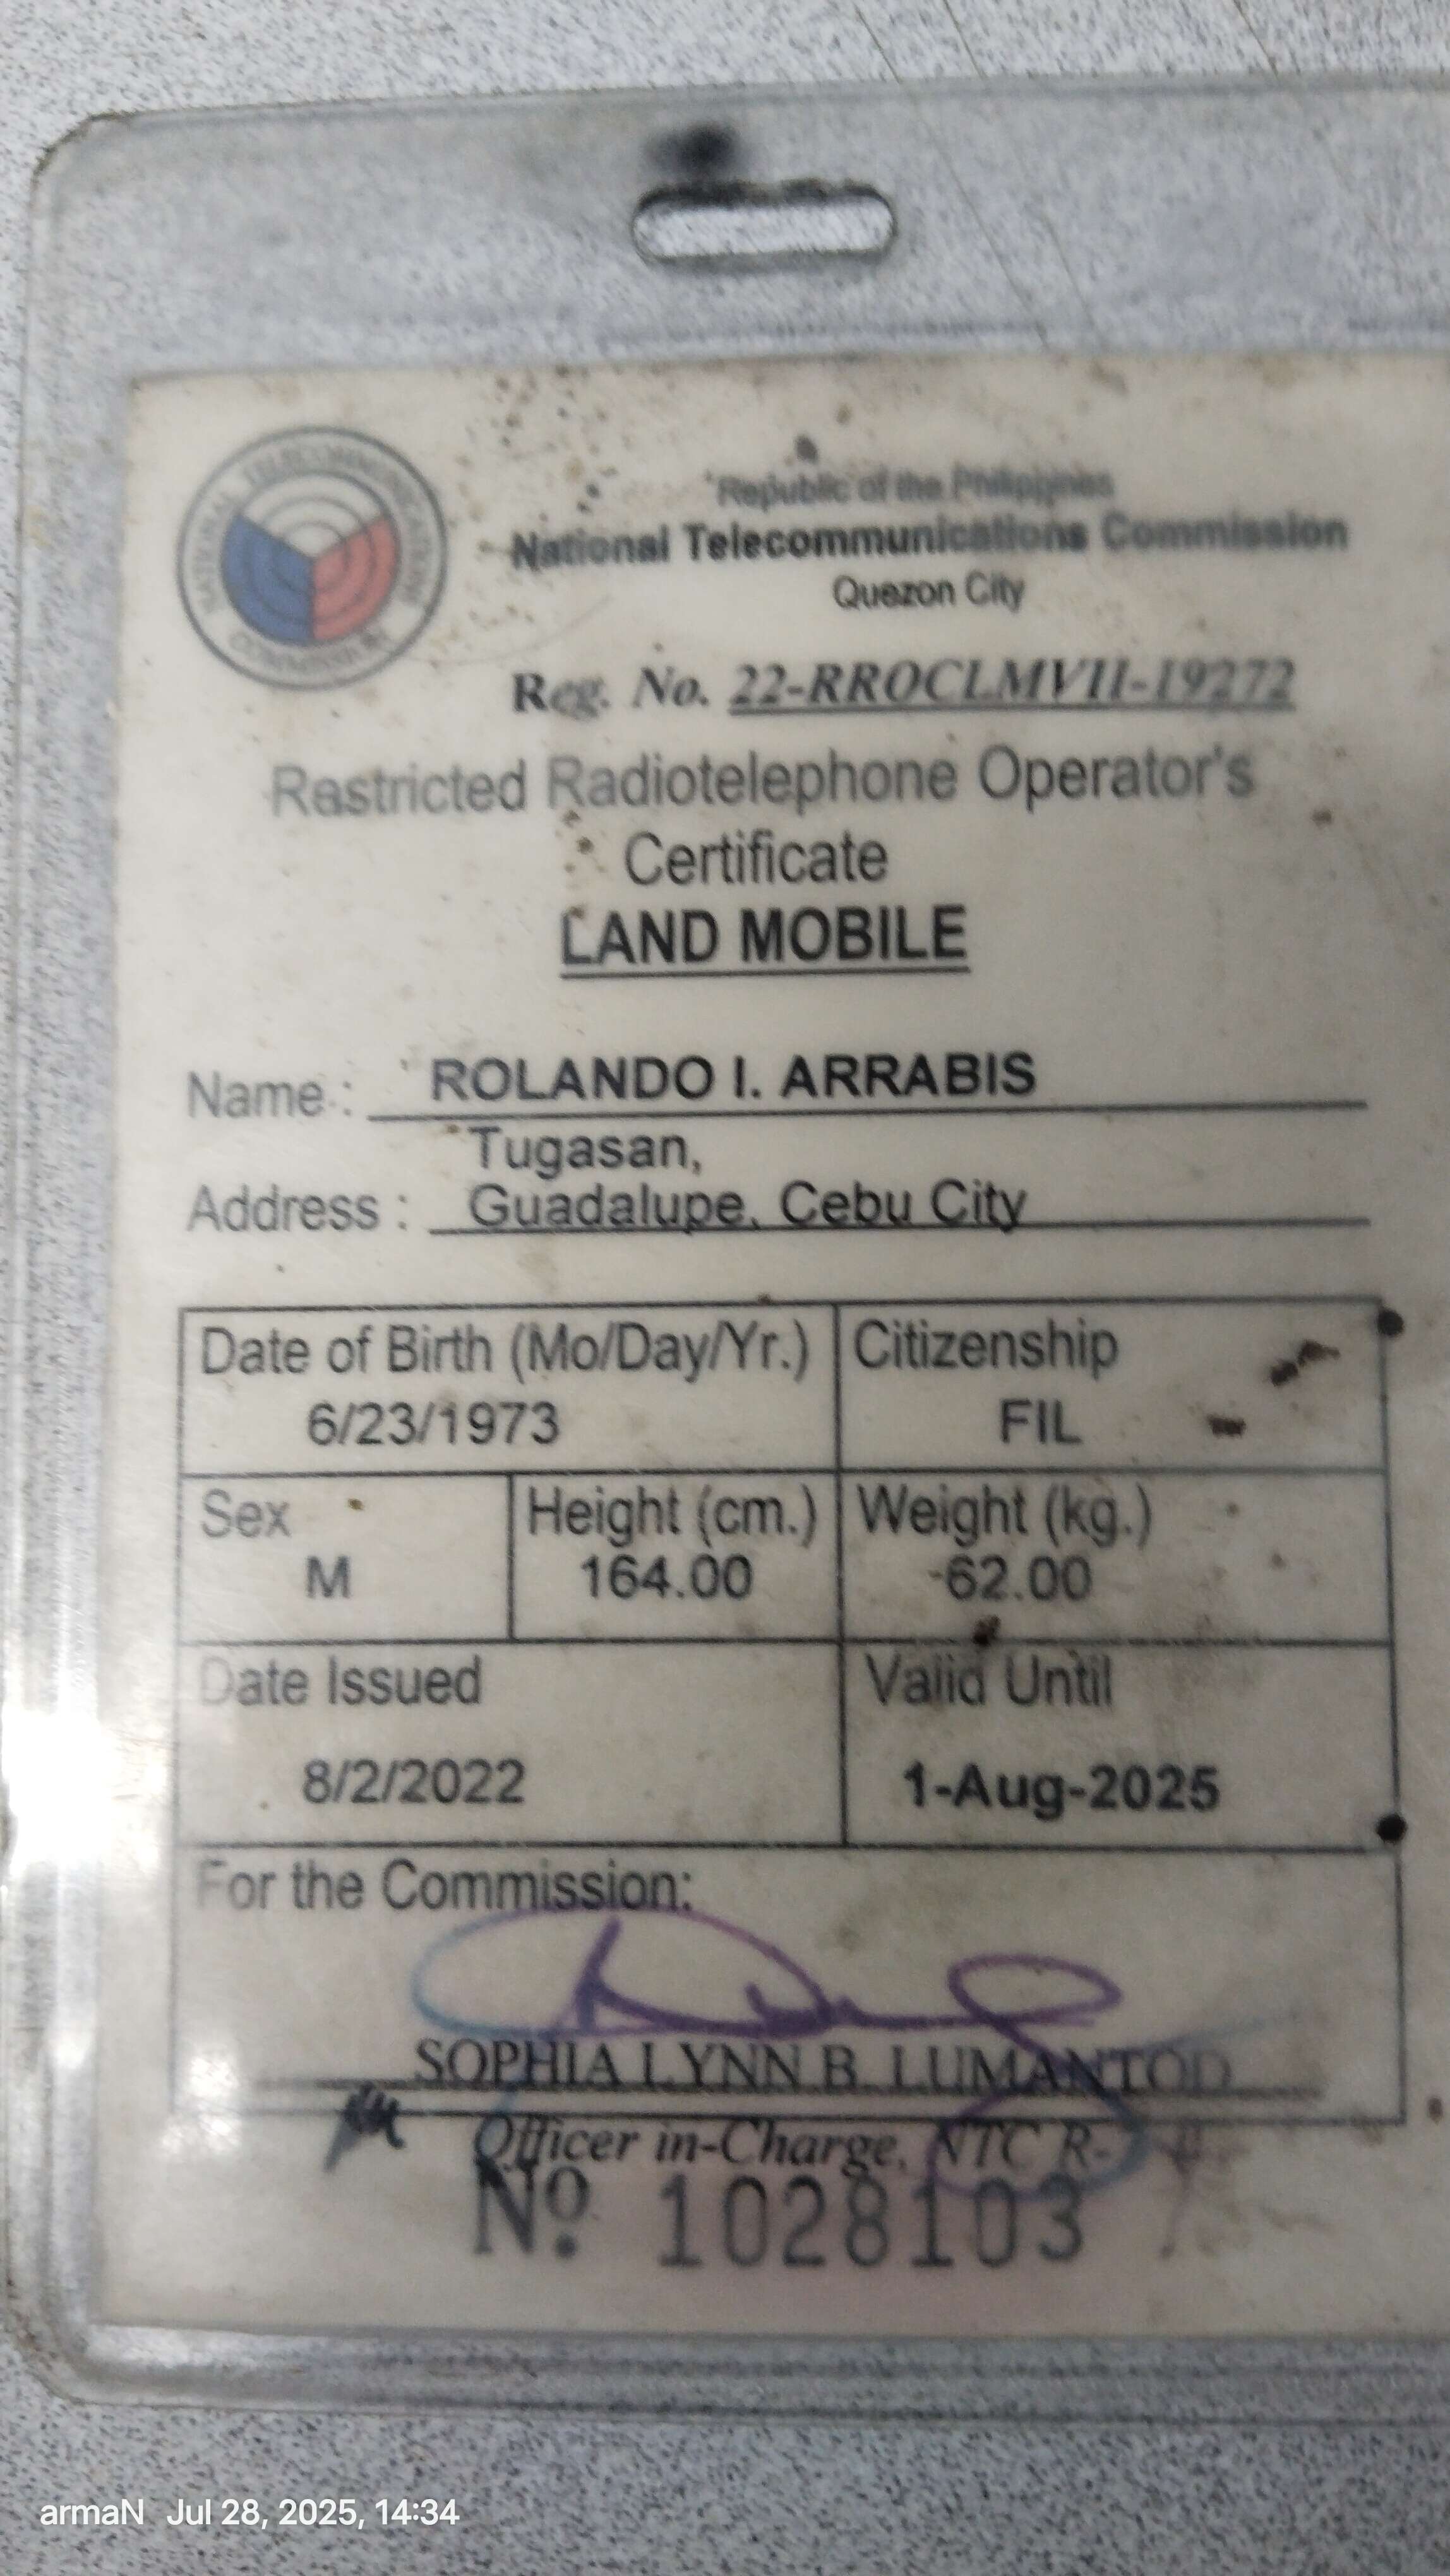 NATIONAL TELECOMMUNICATIONS COMMISSION
Republic of the Philippines
National Telecommunications Commission
Quezon City
Reg. No. 22-RROCLMVII-19272
Restricted Radiotelephone Operator's
Certificate
LAND MOBILE
Name : ROLANDO I. ARRABIS
Tugasan,
Address : Guadalupe, Cebu City
Date of Birth (Mo/Day/Yr.) Citizenship
6/23/1973 FIL
Sex Height (cm.) Weight (kg.)
M 164.00 62.00
Date Issued Valid Until
8/2/2022 1-Aug-2025
For the Commission:
SOPHIA LYNN B. LUMANTOD
Officer in-Charge, NTC R-
Nº. 1028103
armaN Jul 28, 2025, 14:34